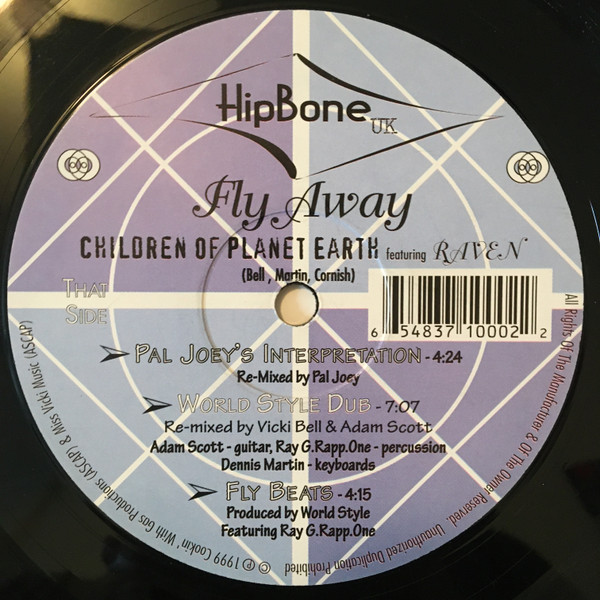 HipBone UK
Fly Away
CHILDREN OF PLANET EARTH featuring RAVEN
(Bell , Martin, Cornish)
THAT
SIDE
6 54837 10002 2
PAL JOEY'S INTERPRETATION - 4:24
Re-Mixed by Pal Joey
WORLD STYLE DUB - 7:07
Re-mixed by Vicki Bell & Adam Scott
Adam Scott - guitar, Ray G.Rapp.One - percussion
Dennis Martin - keyboards
FLY BEATS - 4:15
Produced by World Style
Featuring Ray G.Rapp.One
℗ © 1999 Cookin' With Gas Productions (ASCAP) & Miss Vicki Music (ASCAP)
All Rights Of The Manufacturer & Of The Owner Reserved. Unauthorized Duplication Prohibited